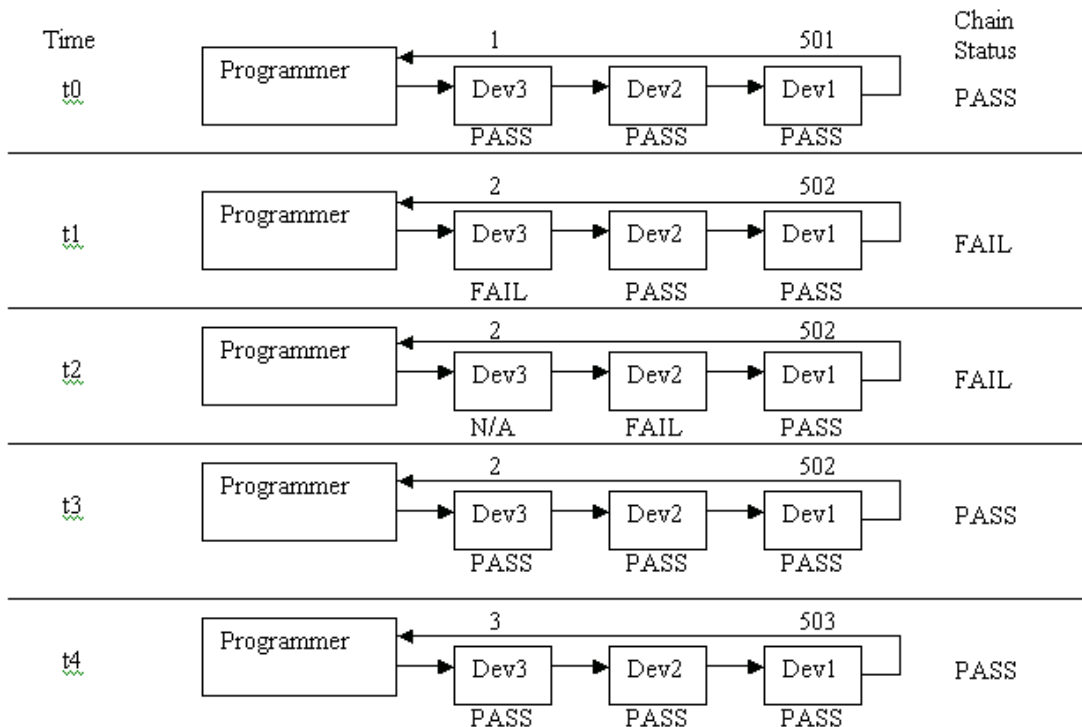 Time
Chain
Status
1 501
Programmer
t0
Dev3 Dev2 Dev1
PASS
PASS PASS PASS
2 502
Programmer
t1
Dev3 Dev2 Dev1
FAIL
FAIL PASS PASS
2 502
Programmer
t2
Dev3 Dev2 Dev1
FAIL
N/A FAIL PASS
2 502
Programmer
t3
Dev3 Dev2 Dev1
PASS
PASS PASS PASS
3 503
Programmer
t4
Dev3 Dev2 Dev1
PASS
PASS PASS PASS